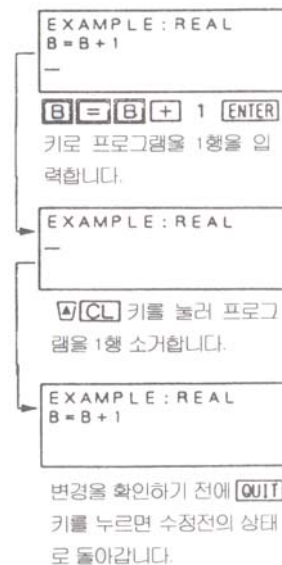 EXAMPLE:REAL
B=B+1
—
B = B + 1 ENTER
키로 프로그램을 1행을 입
력합니다.
EXAMPLE:REAL
—
▲ CL 키를 눌러 프로그
램을 1행 소거합니다.
EXAMPLE:REAL
B=B+1
변경을 확인하기 전에 QUIT
키를 누르면 수정전의 상태
로 돌아갑니다.